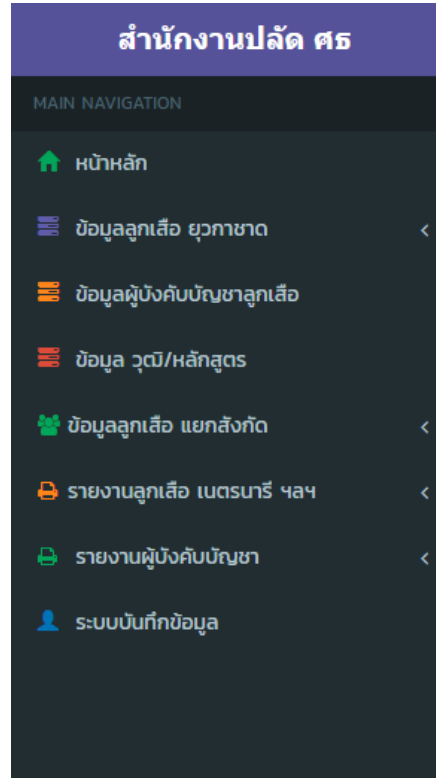 สำนักงานปลัด ศธ
MAIN NAVIGATION
หน้าหลัก
ข้อมูลลูกเสือ ยุวกาชาด
ข้อมูลผู้บังคับบัญชาลูกเสือ
ข้อมูล วุฒิ/หลักสูตร
ข้อมูลลูกเสือ แยกสังกัด
รายงานลูกเสือ เนตรนารี ฯลฯ
รายงานผู้บังคับบัญชา
ระบบบันทึกข้อมูล